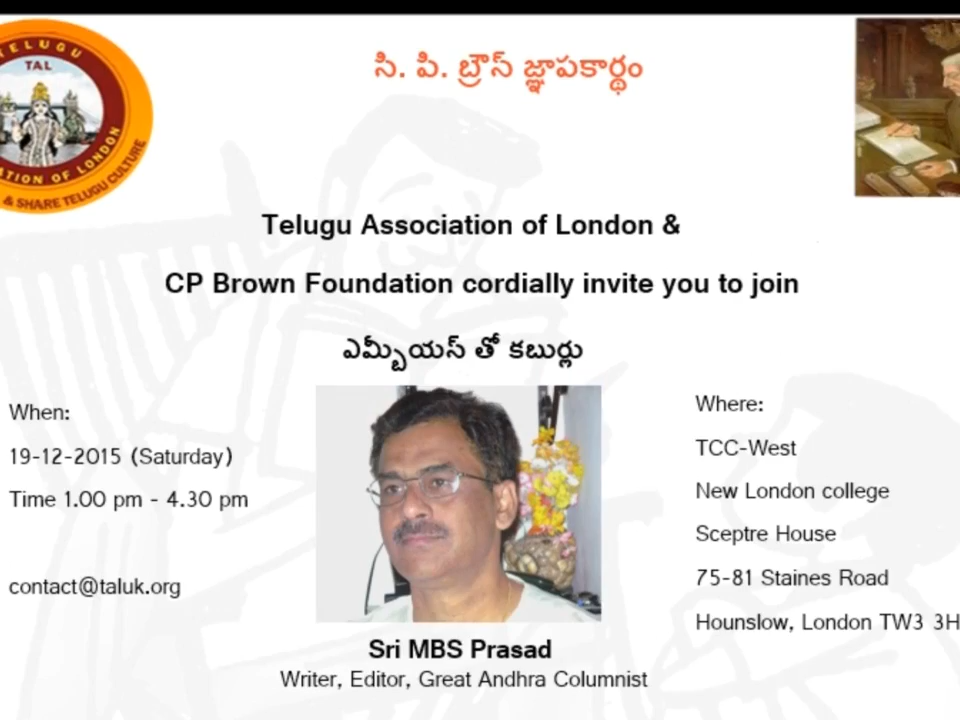 TELUGU
TAL
ATION OF LONDON
& SHARE TELUGU CULTURE
సి. పి. బ్రౌన్ జ్ఞాపకార్థం
Telugu Association of London &
CP Brown Foundation cordially invite you to join
ఎమ్బీయస్ తో కబుర్లు
When:
19-12-2015 (Saturday)
Time 1.00 pm - 4.30 pm
contact@taluk.org
Where:
TCC-West
New London college
Sceptre House
75-81 Staines Road
Hounslow, London TW3 3H
Sri MBS Prasad
Writer, Editor, Great Andhra Columnist